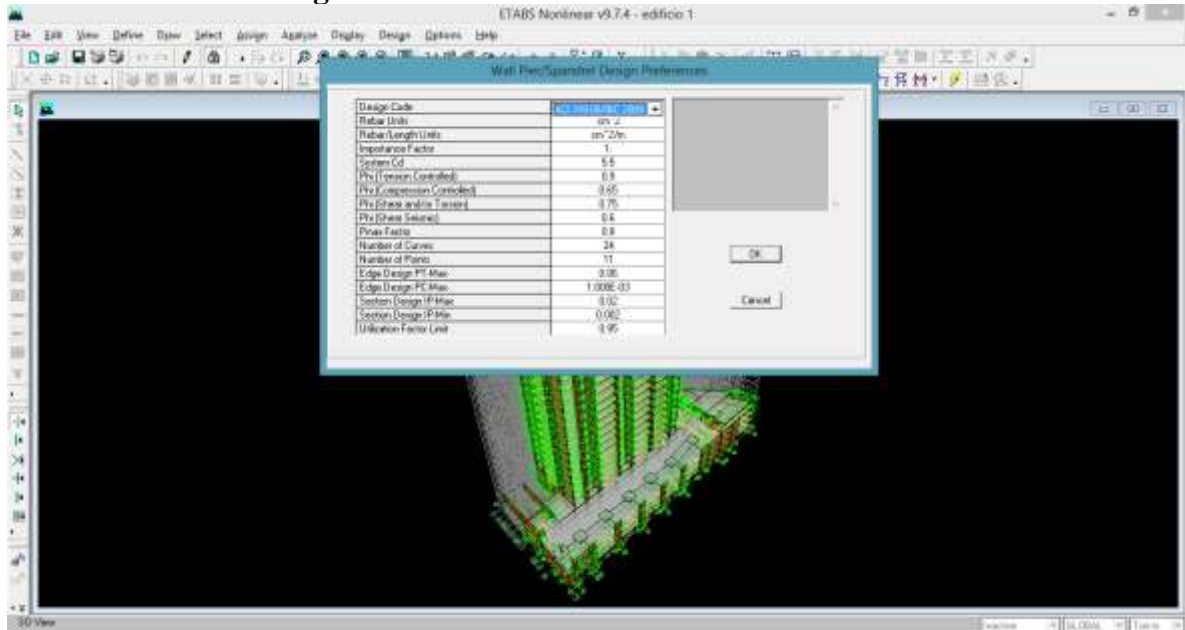 ETABS Nonlinear v9.7.4 - edificio 1
File Edit View Define Draw Select Assign Analyze Display Design Options Help
Wall Pier/Spandrel Design Preferences
Design Code
Rebar Units cm^2
Rebar/Length Units cm^2/m
Importance Factor 1.
System Cd 5.5
Phi (Tension Controlled) 0.9
Phi (Compression Controlled) 0.65
Phi (Shear and/or Torsion) 0.75
Phi (Shear Seismic) 0.6
Pmax Factor 0.8
Number of Curves 24
Number of Points 11
Edge Design PT-Max 0.06
Edge Design PC-Max
Section Design IP-Max 0.02
Section Design IP-Min 0.002
Utilization Factor Limit 0.95
OK
Cancel
3-D View
GLOBAL
Ton-m